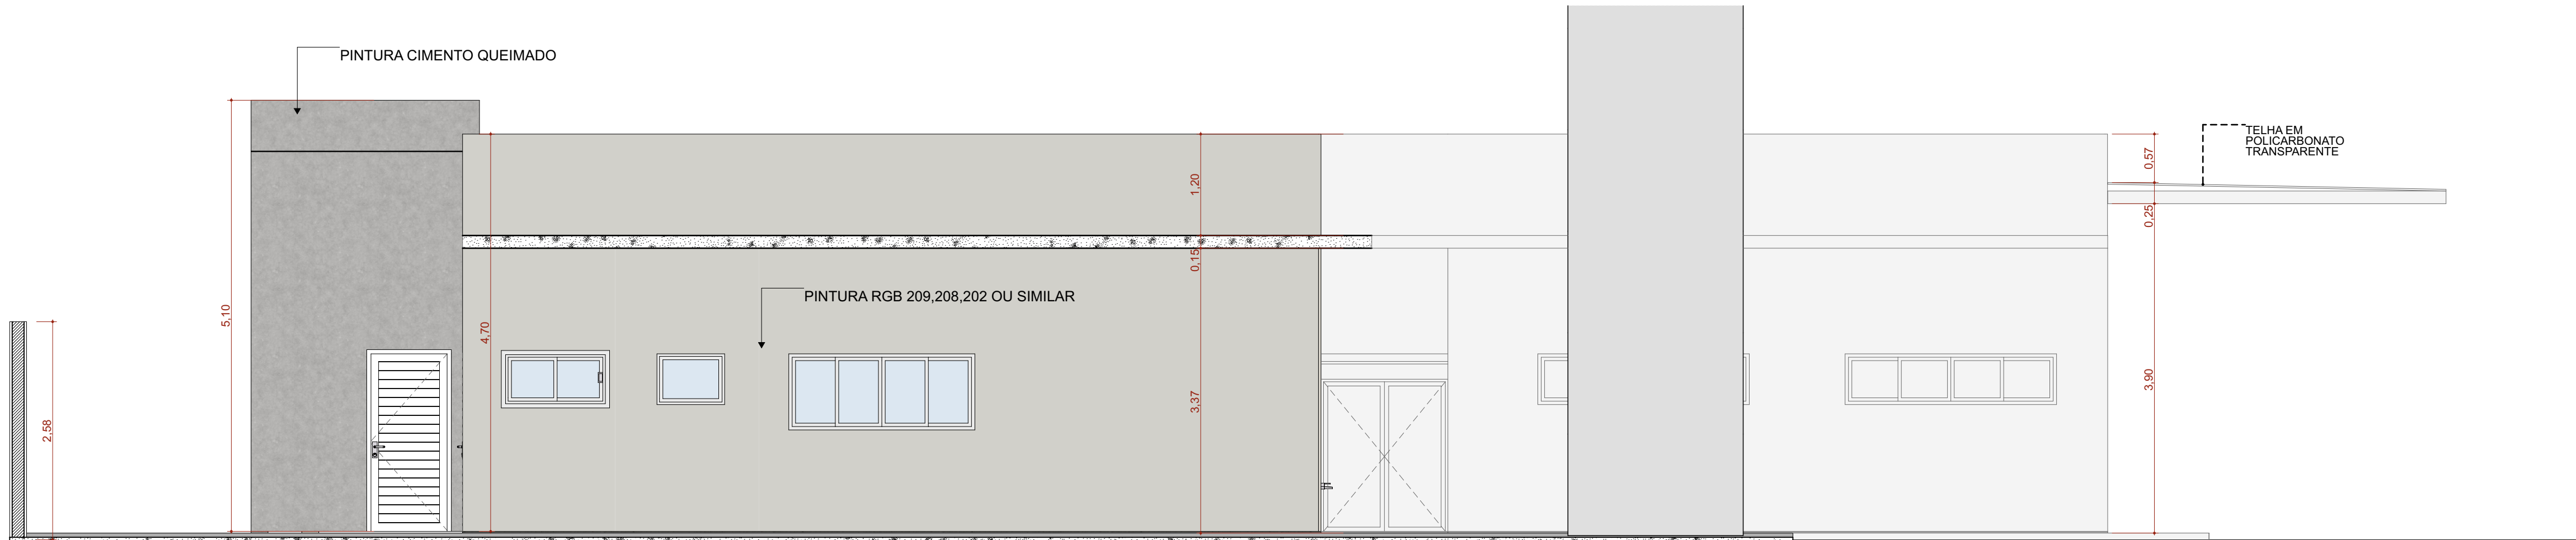 PINTURA CIMENTO QUEIMADO
TELHA EM
POLICARBONATO
TRANSPARENTE
0,57
1,20
0,25
0,15
PINTURA RGB 209,208,202 OU SIMILAR
5,10
4,70
3,90
3,37
2,58